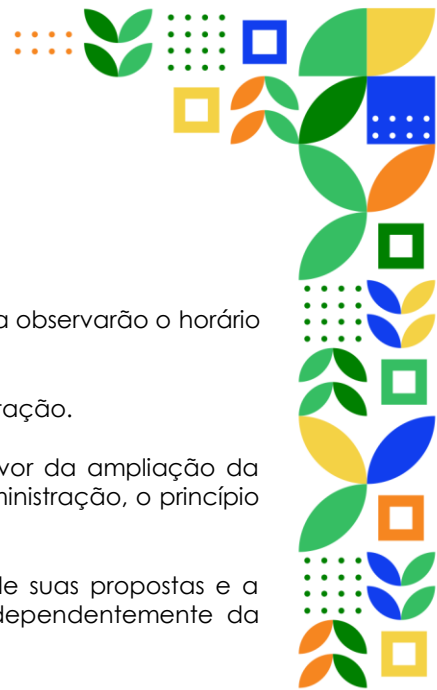 a observarão o horário
ração.
vor da ampliação da
ministração, o princípio
de suas propostas e a
dependentemente da